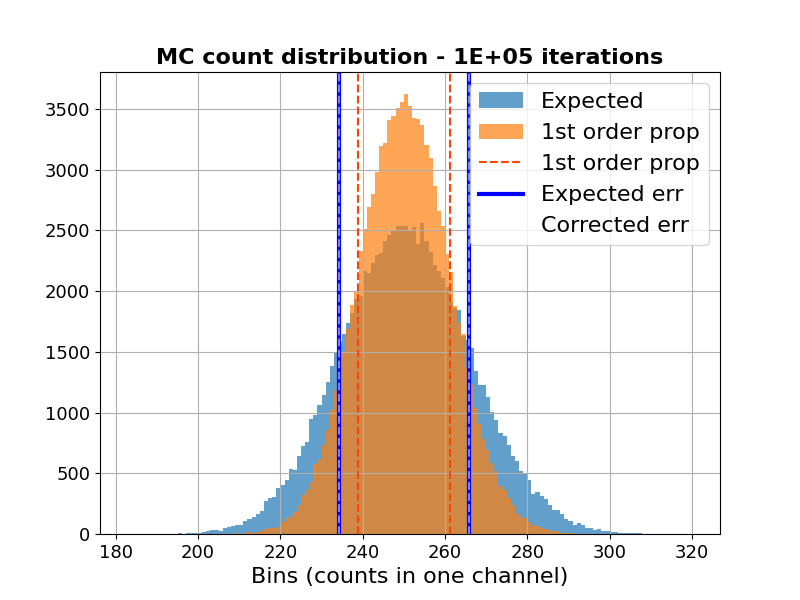 MC count distribution - 1E+05 iterations
3500
3000
2500
2000
1500
1000
500
0
Expected
1st order prop
1st order prop
Expected err
Corrected err
180
200
220
240
260
280
300
320
Bins (counts in one channel)